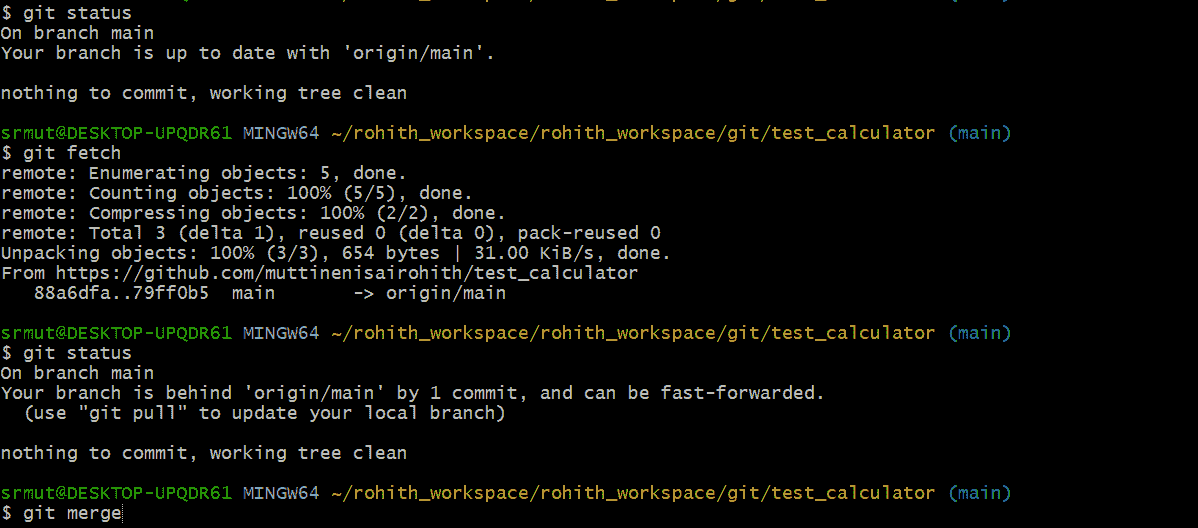 $ git status
On branch main
Your branch is up to date with 'origin/main'.
nothing to commit, working tree clean
srmut@DESKTOP-UPQDR61 MINGW64 ~/rohith_workspace/rohith_workspace/git/test_calculator (main)
$ git fetch
remote: Enumerating objects: 5, done.
remote: Counting objects: 100% (5/5), done.
remote: Compressing objects: 100% (2/2), done.
remote: Total 3 (delta 1), reused 0 (delta 0), pack-reused 0
Unpacking objects: 100% (3/3), 654 bytes | 31.00 KiB/s, done.
From https://github.com/muttinenisairohith/test_calculator
   88a6dfa..79ff0b5  main       -> origin/main
srmut@DESKTOP-UPQDR61 MINGW64 ~/rohith_workspace/rohith_workspace/git/test_calculator (main)
$ git status
On branch main
Your branch is behind 'origin/main' by 1 commit, and can be fast-forwarded.
  (use "git pull" to update your local branch)
nothing to commit, working tree clean
srmut@DESKTOP-UPQDR61 MINGW64 ~/rohith_workspace/rohith_workspace/git/test_calculator (main)
$ git merge